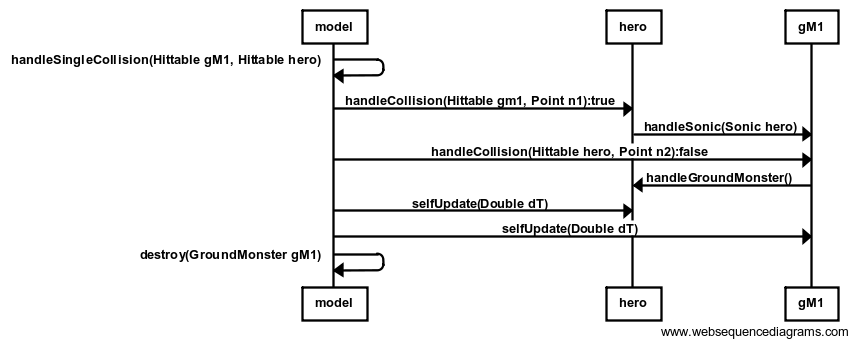 model
hero
gM1
handleSingleCollision(Hittable gM1, Hittable hero)
handleCollision(Hittable gm1, Point n1):true
handleSonic(Sonic hero)
handleCollision(Hittable hero, Point n2):false
handleGroundMonster()
selfUpdate(Double dT)
selfUpdate(Double dT)
destroy(GroundMonster gM1)
model
hero
gM1
www.websequencediagrams.com